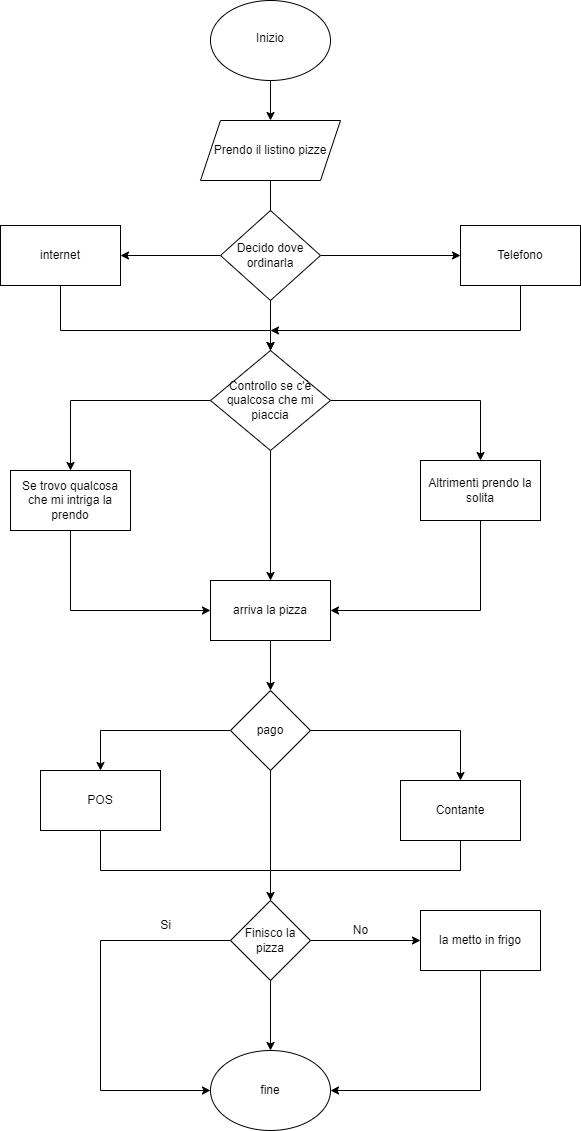 Inizio
Prendo il listino pizze
Decido dove
ordinarla
internet
Telefono
Controllo se c'è
qualcosa che mi
piaccia
Se trovo qualcosa
che mi intriga la
prendo
Altrimenti prendo la
solita
arriva la pizza
pago
POS
Contante
Si
Finisco la
pizza
No
la metto in frigo
fine